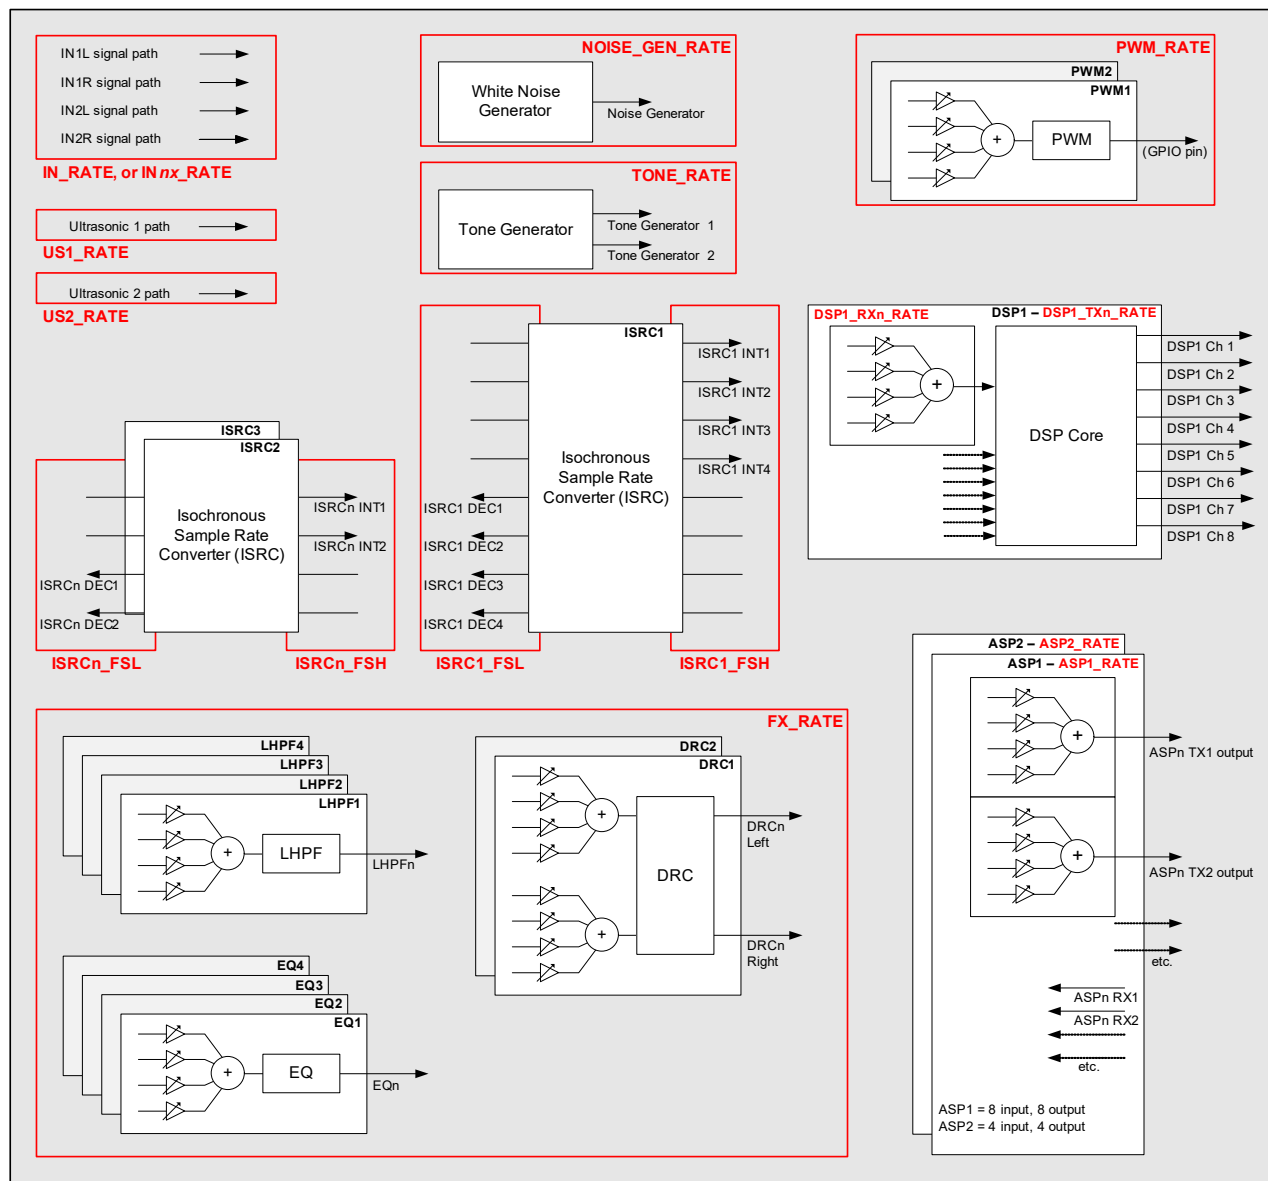 IN1L signal path
IN1R signal path
IN2L signal path
IN2R signal path
IN_RATE, or INnx_RATE
Ultrasonic 1 path
US1_RATE
Ultrasonic 2 path
US2_RATE
NOISE_GEN_RATE
White Noise
Generator
Noise Generator
TONE_RATE
Tone Generator
Tone Generator 1
Tone Generator 2
PWM_RATE
PWM2
PWM1
+
PWM
(GPIO pin)
ISRC3
ISRC2
Isochronous
Sample Rate
Converter (ISRC)
ISRCn INT1
ISRCn INT2
ISRCn DEC1
ISRCn DEC2
ISRCn_FSL
ISRCn_FSH
ISRC1
Isochronous
Sample Rate
Converter (ISRC)
ISRC1 INT1
ISRC1 INT2
ISRC1 INT3
ISRC1 INT4
ISRC1 DEC1
ISRC1 DEC2
ISRC1 DEC3
ISRC1 DEC4
ISRC1_FSL
ISRC1_FSH
DSP1_RXn_RATE
DSP1 – DSP1_TXn_RATE
+
DSP Core
DSP1 Ch 1
DSP1 Ch 2
DSP1 Ch 3
DSP1 Ch 4
DSP1 Ch 5
DSP1 Ch 6
DSP1 Ch 7
DSP1 Ch 8
FX_RATE
LHPF4
LHPF3
LHPF2
LHPF1
+
LHPF
LHPFn
EQ4
EQ3
EQ2
EQ1
+
EQ
EQn
DRC2
DRC1
+
+
DRC
DRCn
Left
DRCn
Right
ASP2 – ASP2_RATE
ASP1 – ASP1_RATE
+
ASPn TX1 output
+
ASPn TX2 output
etc.
ASPn RX1
ASPn RX2
etc.
ASP1 = 8 input, 8 output
ASP2 = 4 input, 4 output